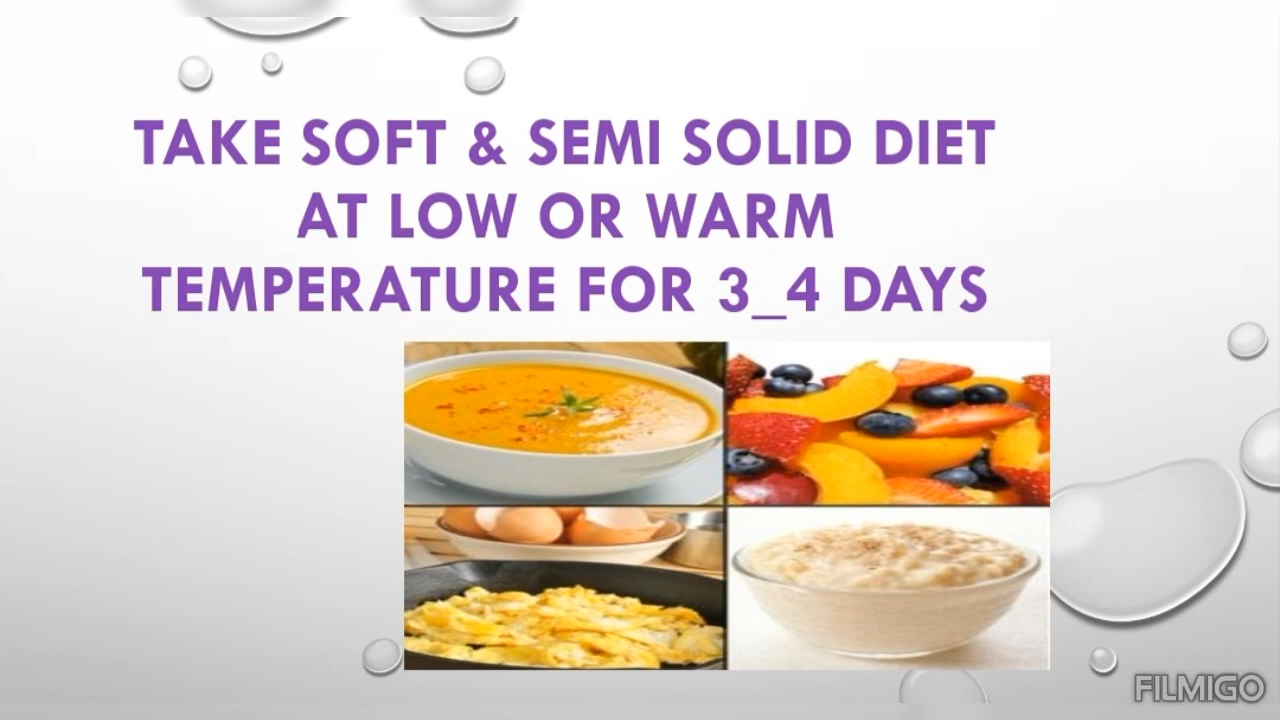 TAKE SOFT & SEMI SOLID DIET
AT LOW OR WARM
TEMPERATURE FOR 3_4 DAYS
FILMIGO